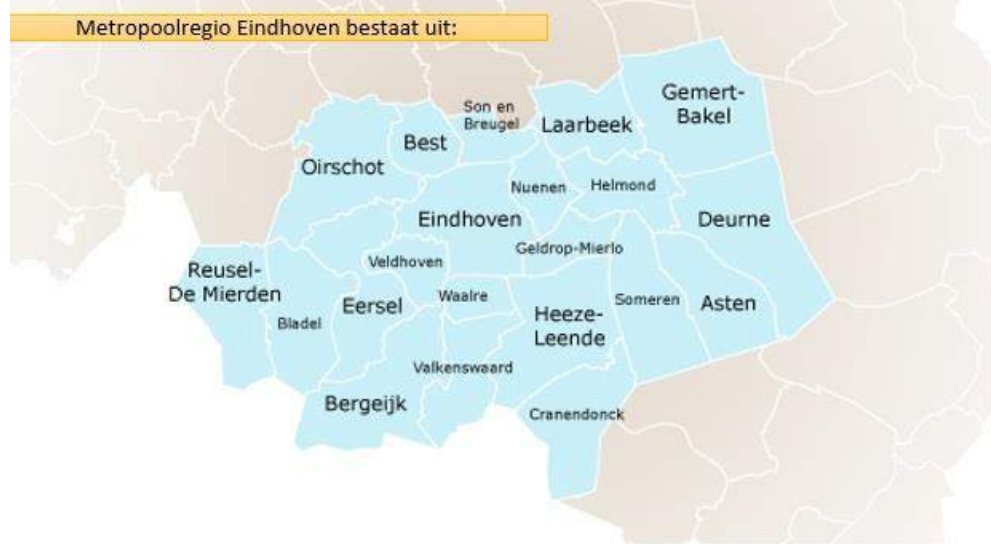 Metropoolregio Eindhoven bestaat uit:
Gemert-
Bakel
Son en
Breugel
Laarbeek
Best
Oirschot
Nuenen
Helmond
Eindhoven
Deurne
Geldrop-Mierlo
Veldhoven
Reusel-
De Mierden
Waalre
Someren
Asten
Eersel
Bladel
Heeze-
Leende
Valkenswaard
Bergeijk
Cranendonck